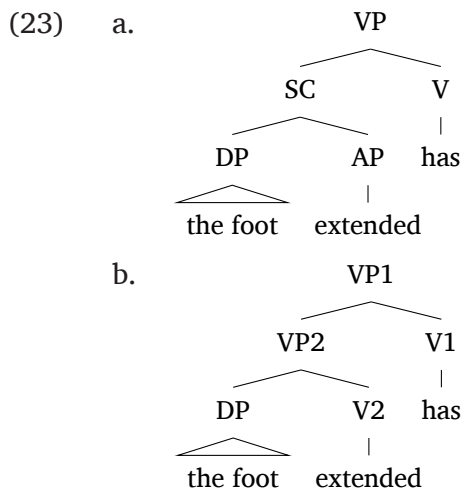 (23) a. VP
SC V
DP AP has
the foot extended
b. VP1
VP2 V1
DP V2 has
the foot extended